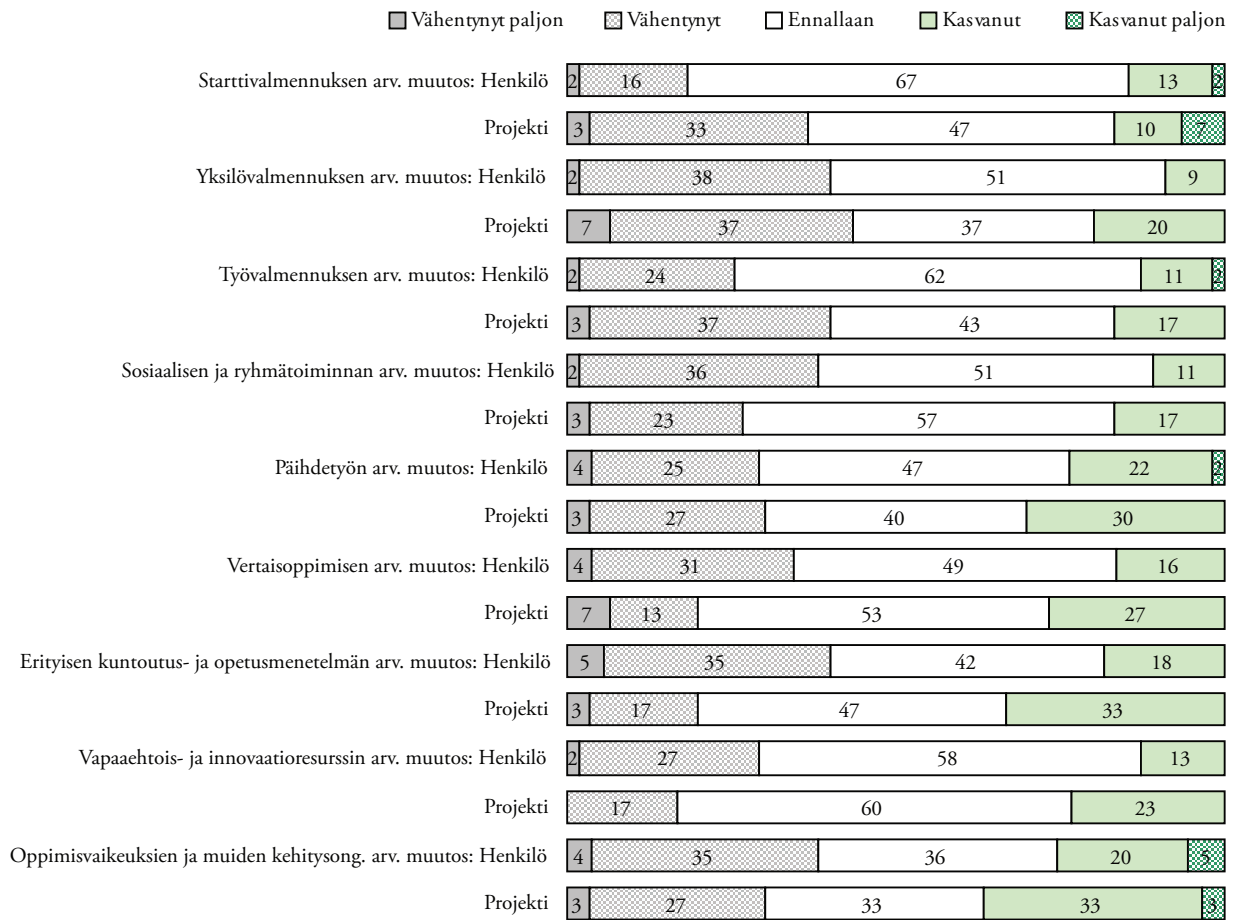 Vähentynyt paljon Vähentynyt Ennallaan Kasvanut Kasvanut paljon
Starttivalmennuksen arv. muutos: Henkilö 2 16 67 13 2
Projekti 3 33 47 10 7
Yksilövalmennuksen arv. muutos: Henkilö 2 38 51 9
Projekti 7 37 37 20
Työvalmennuksen arv. muutos: Henkilö 2 24 62 11 2
Projekti 3 37 43 17
Sosiaalisen ja ryhmätoiminnan arv. muutos: Henkilö 2 36 51 11
Projekti 3 23 57 17
Päihdetyön arv. muutos: Henkilö 4 25 47 22 2
Projekti 3 27 40 30
Vertaisoppimisen arv. muutos: Henkilö 4 31 49 16
Projekti 7 13 53 27
Erityisen kuntoutus- ja opetusmenetelmän arv. muutos: Henkilö 5 35 42 18
Projekti 3 17 47 33
Vapaaehtois- ja innovaatioresurssin arv. muutos: Henkilö 2 27 58 13
Projekti 17 60 23
Oppimisvaikeuksien ja muiden kehitysong. arv. muutos: Henkilö 4 35 36 20 5
Projekti 3 27 33 33 3